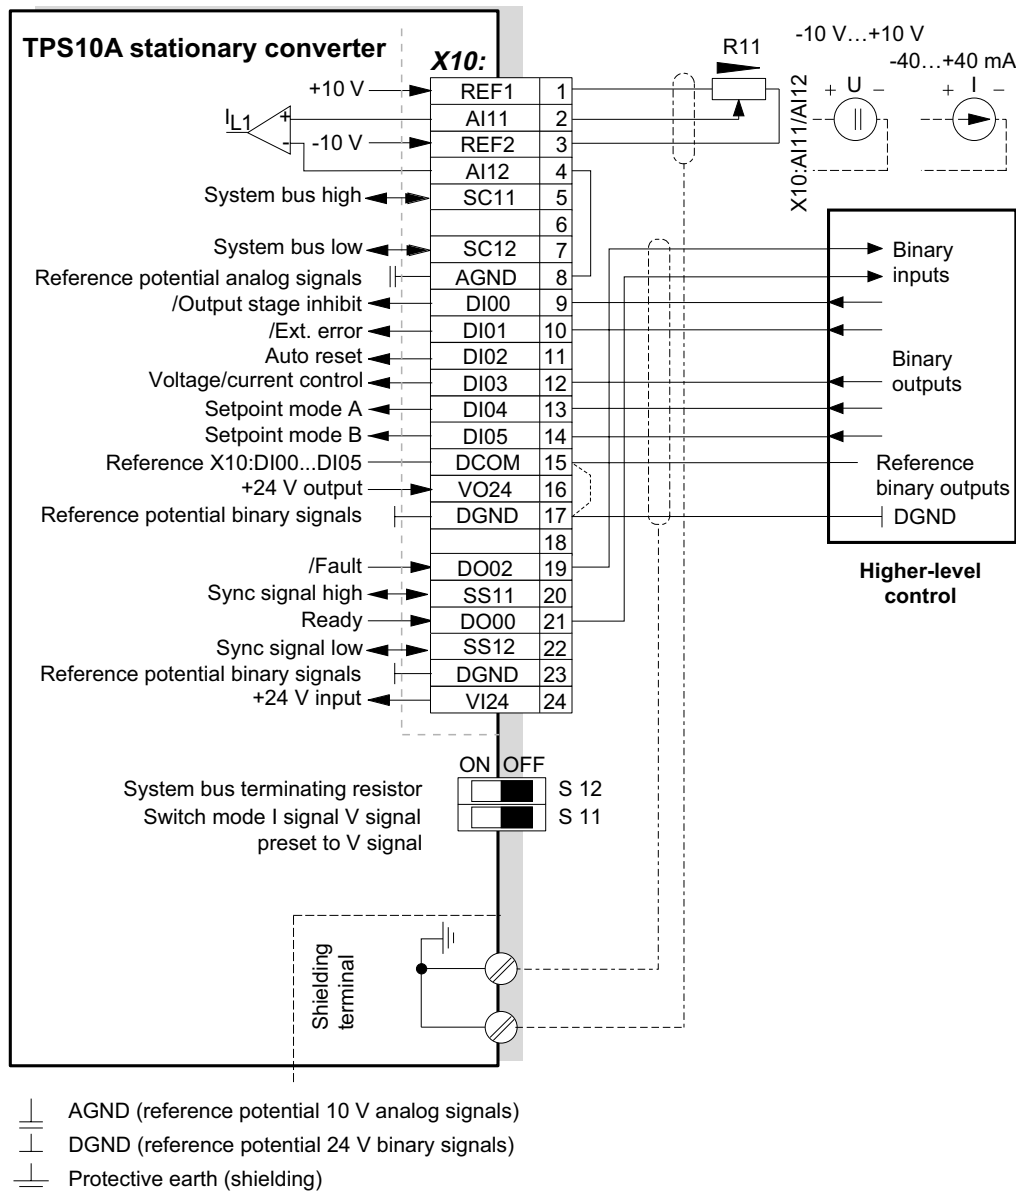 TPS10A stationary converter
X10:
R11
-10 V...+10 V
-40...+40 mA
+ U −
+ I −
X10:AI11/AI12
+10 V REF1 1
IL1 + -
AI11 2
-10 V REF2 3
AI12 4
System bus high SC11 5
6
System bus low SC12 7
Reference potential analog signals AGND 8
/Output stage inhibit DI00 9
/Ext. error DI01 10
Auto reset DI02 11
Voltage/current control DI03 12
Setpoint mode A DI04 13
Setpoint mode B DI05 14
Reference X10:DI00...DI05 DCOM 15
+24 V output VO24 16
Reference potential binary signals DGND 17
18
/Fault DO02 19
Sync signal high SS11 20
Ready DO00 21
Sync signal low SS12 22
Reference potential binary signals DGND 23
+24 V input VI24 24
Binary
inputs
Binary
outputs
Reference
binary outputs
DGND
Higher-level
control
ON OFF
System bus terminating resistor S 12
Switch mode I signal V signal S 11
preset to V signal
Shielding
terminal
AGND (reference potential 10 V analog signals)
DGND (reference potential 24 V binary signals)
Protective earth (shielding)